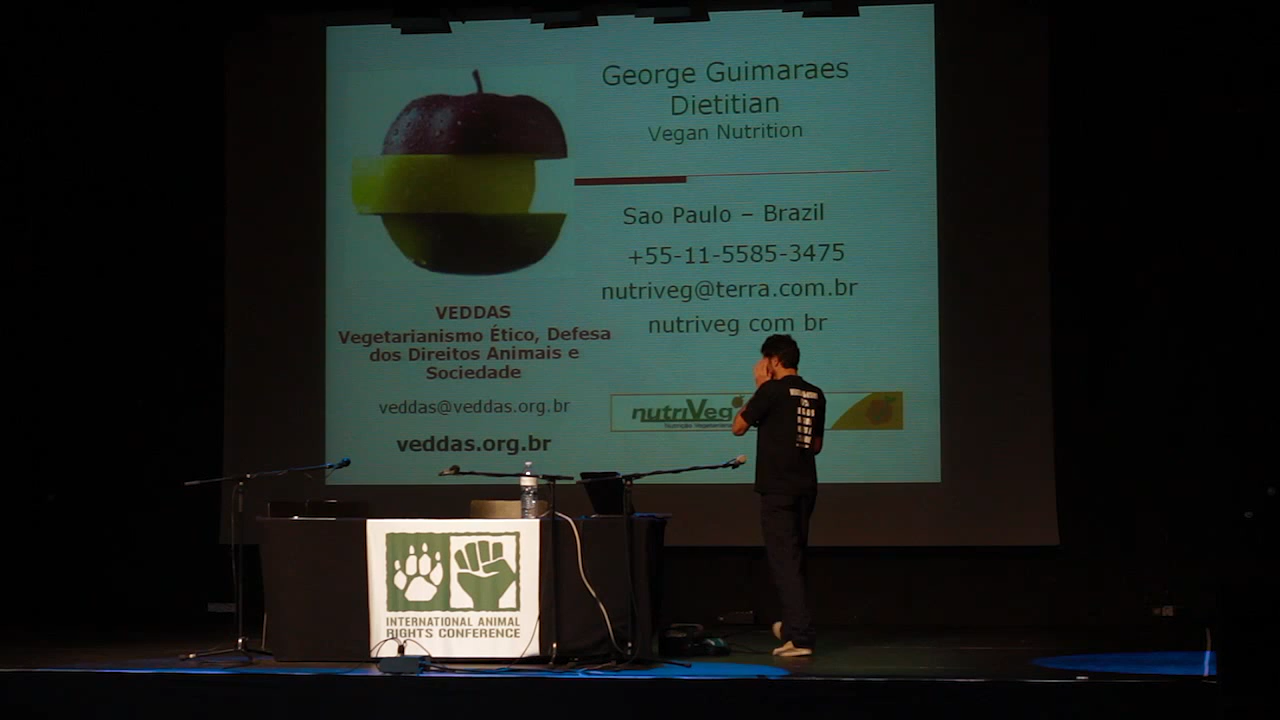 George Guimaraes
Dietitian
Vegan Nutrition
Sao Paulo – Brazil
+55-11-5585-3475
nutriveg@terra.com.br
nutriveg com br
VEDDAS
Vegetarianismo Ético, Defesa
dos Direitos Animais e
Sociedade
veddas@veddas.org.br
veddas.org.br
nutriVeg
INTERNATIONAL ANIMAL
RIGHTS CONFERENCE